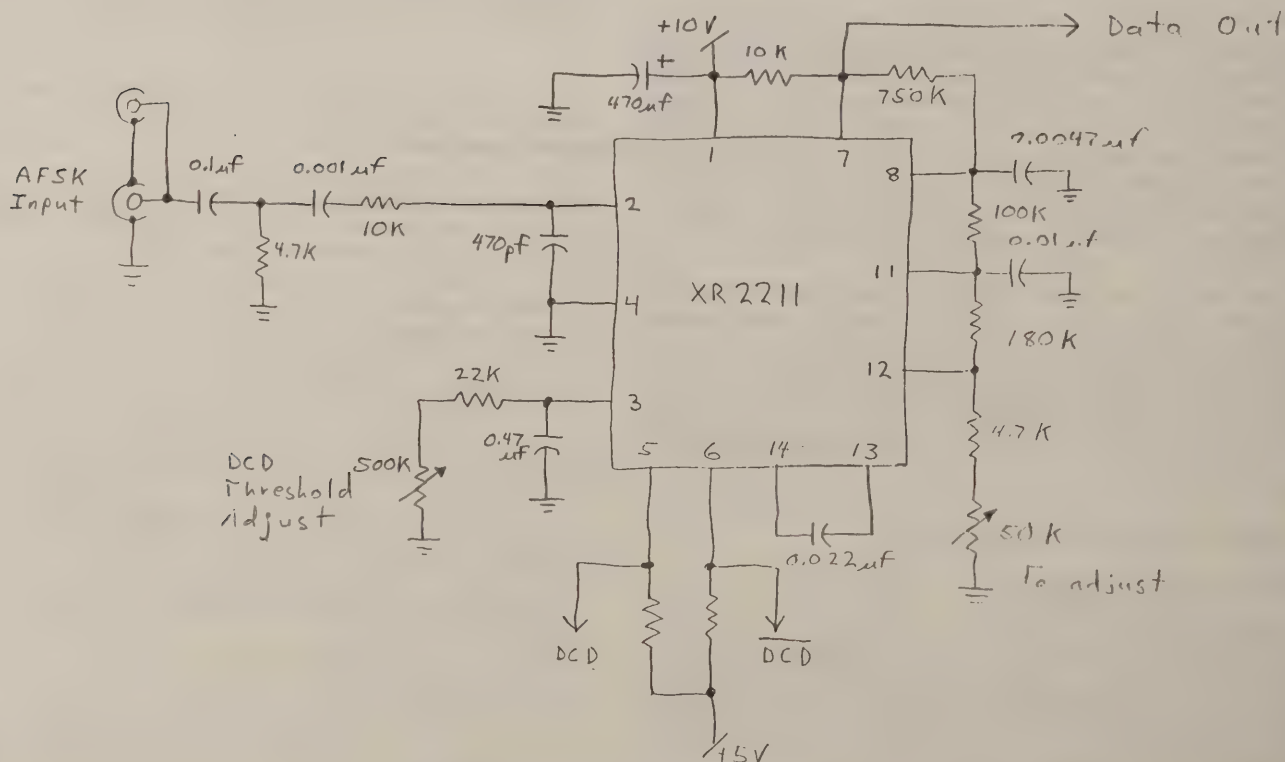 Data Out
+10V
10K
+
470uf
750K
1
7
AFSK
Input
0.1uf
0.001uf
10K
4.7K
470pf
2
4
3
XR2211
8
0.0047uf
100K
11
0.01uf
180K
12
4.7K
50K
To adjust
22K
0.47
uf
DCD
Threshold
Adjust
500K
5
6
14
13
0.022uf
DCD
DCD
+5V